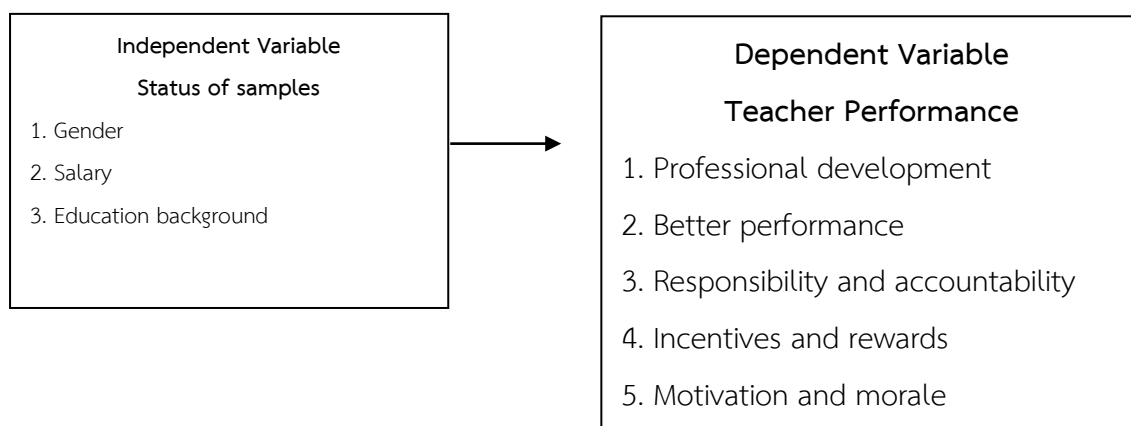 Independent Variable
Status of samples
1. Gender
2. Salary
3. Education background
Dependent Variable
Teacher Performance
1. Professional development
2. Better performance
3. Responsibility and accountability
4. Incentives and rewards
5. Motivation and morale